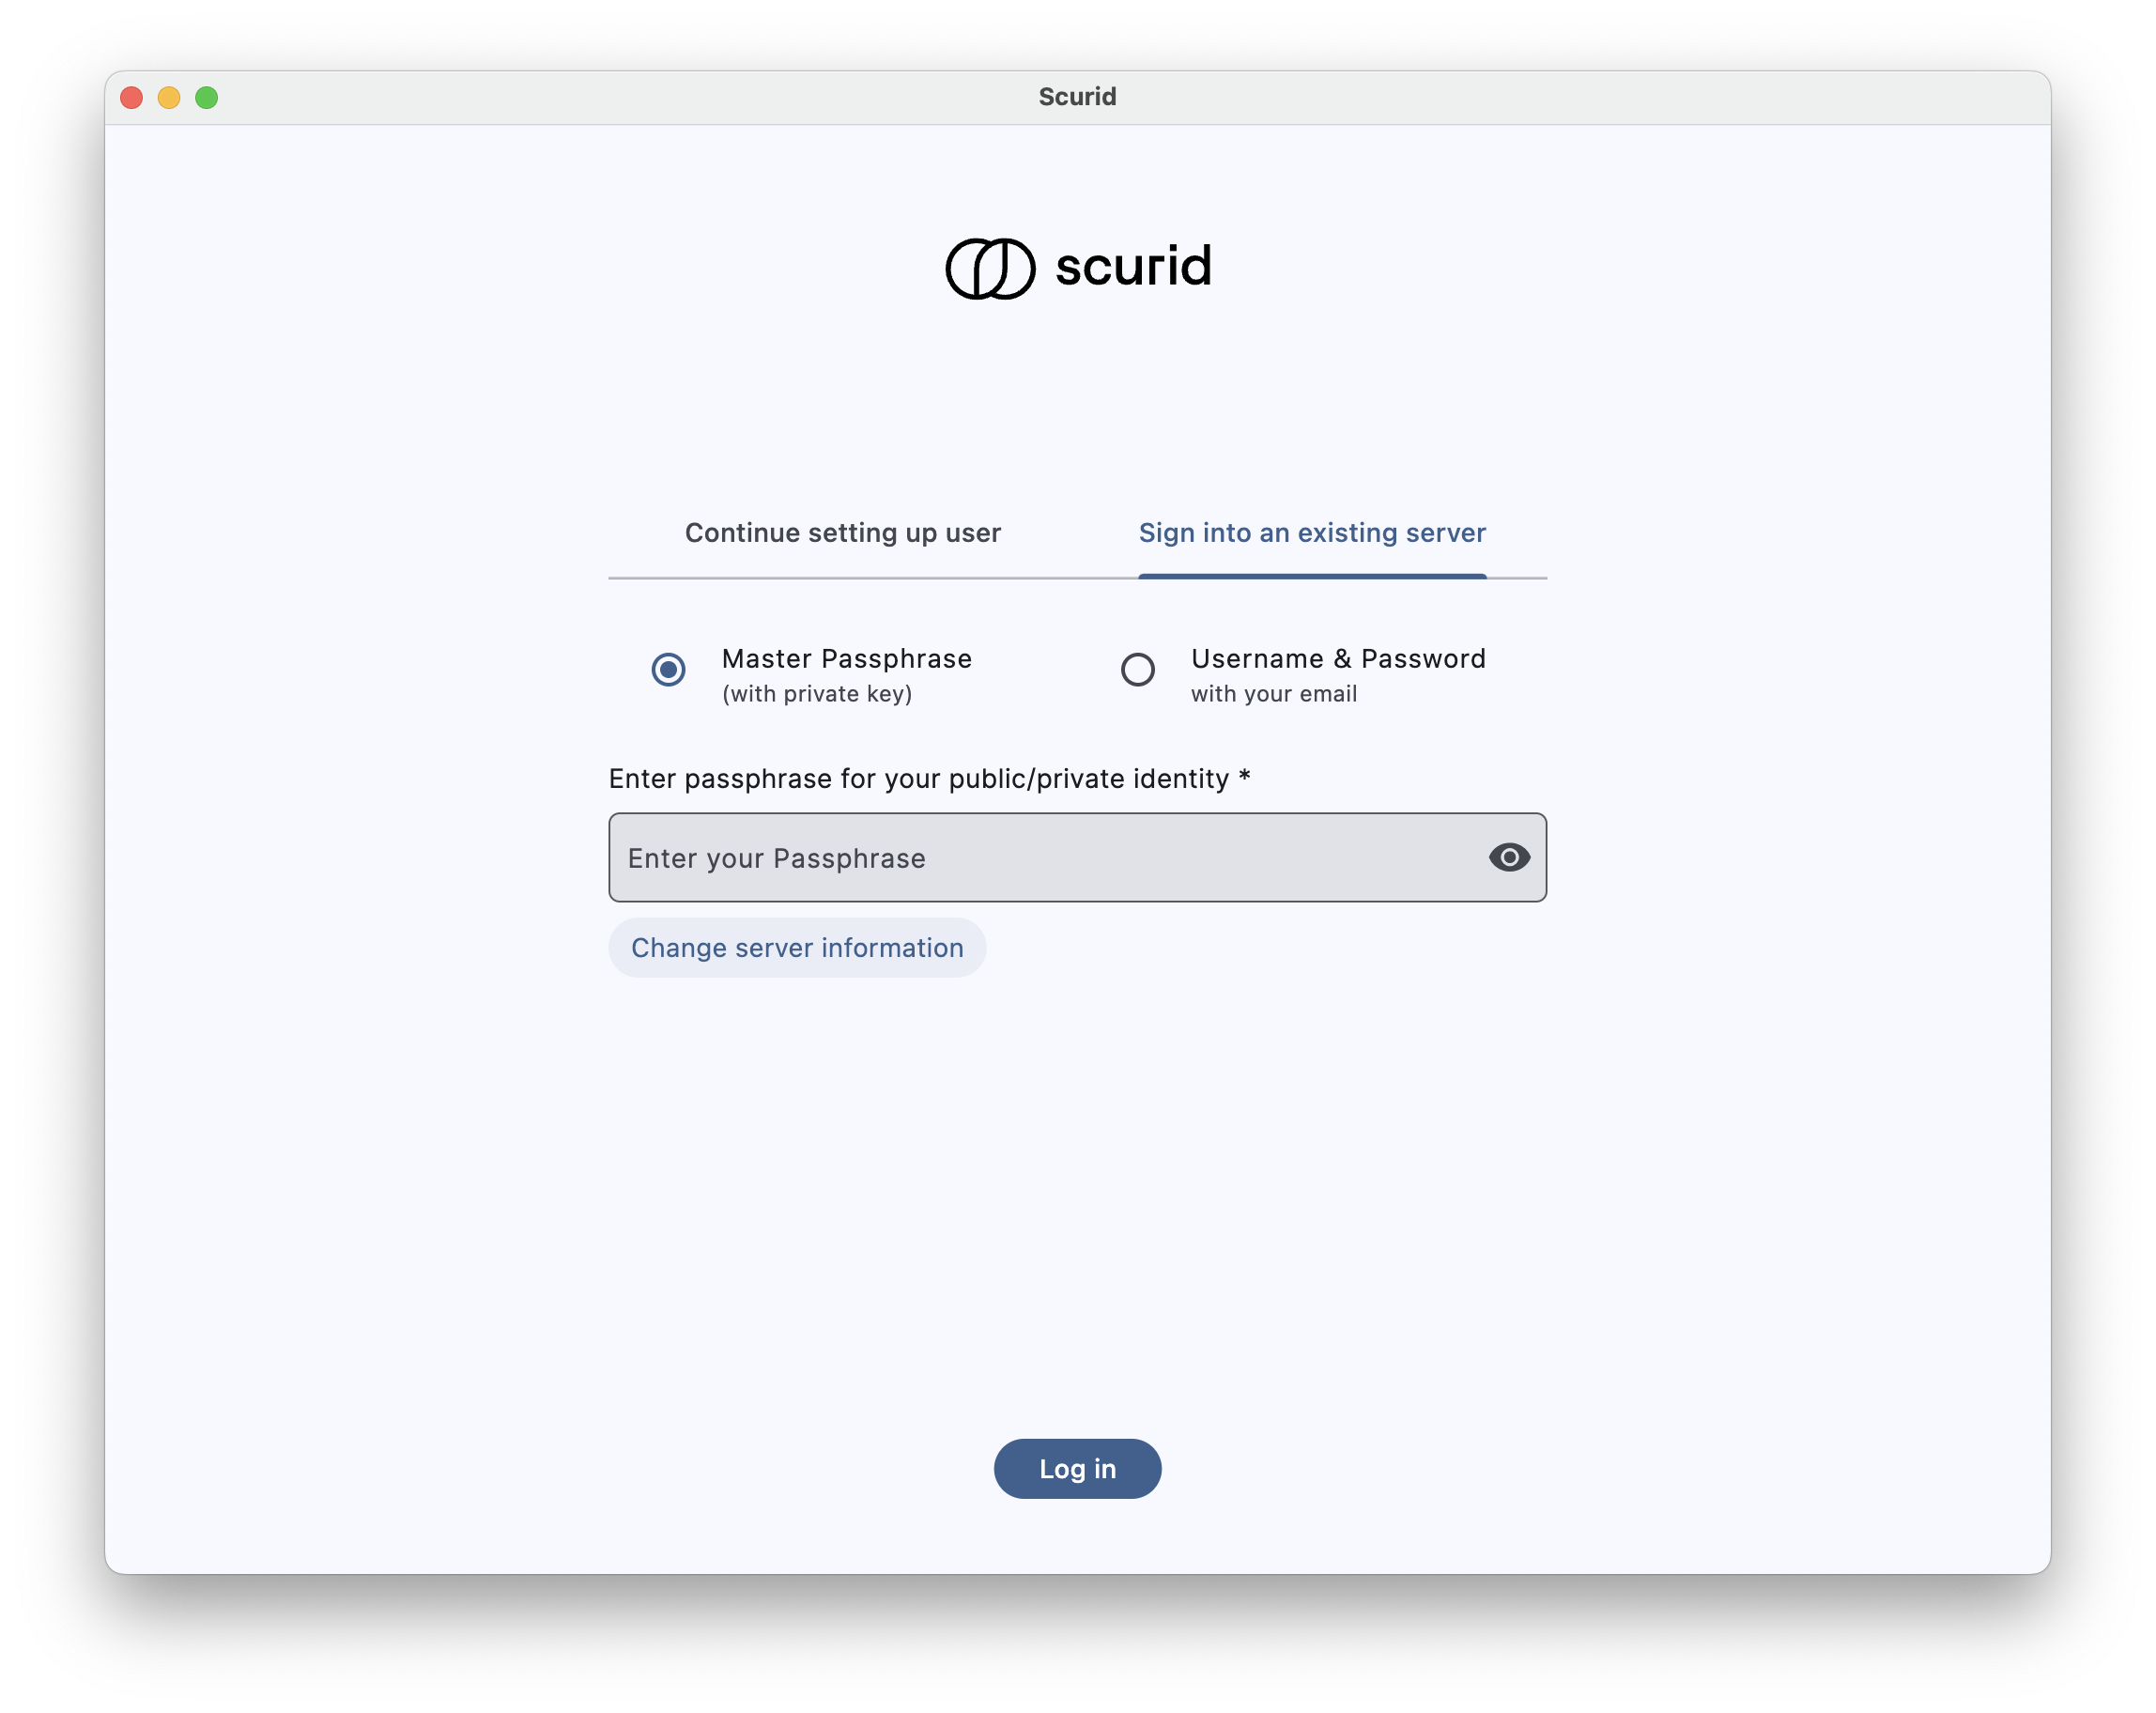 Scurid
scurid
Continue setting up user
Sign into an existing server
Master Passphrase
(with private key)
Username & Password
with your email
Enter passphrase for your public/private identity *
Enter your Passphrase
Change server information
Log in